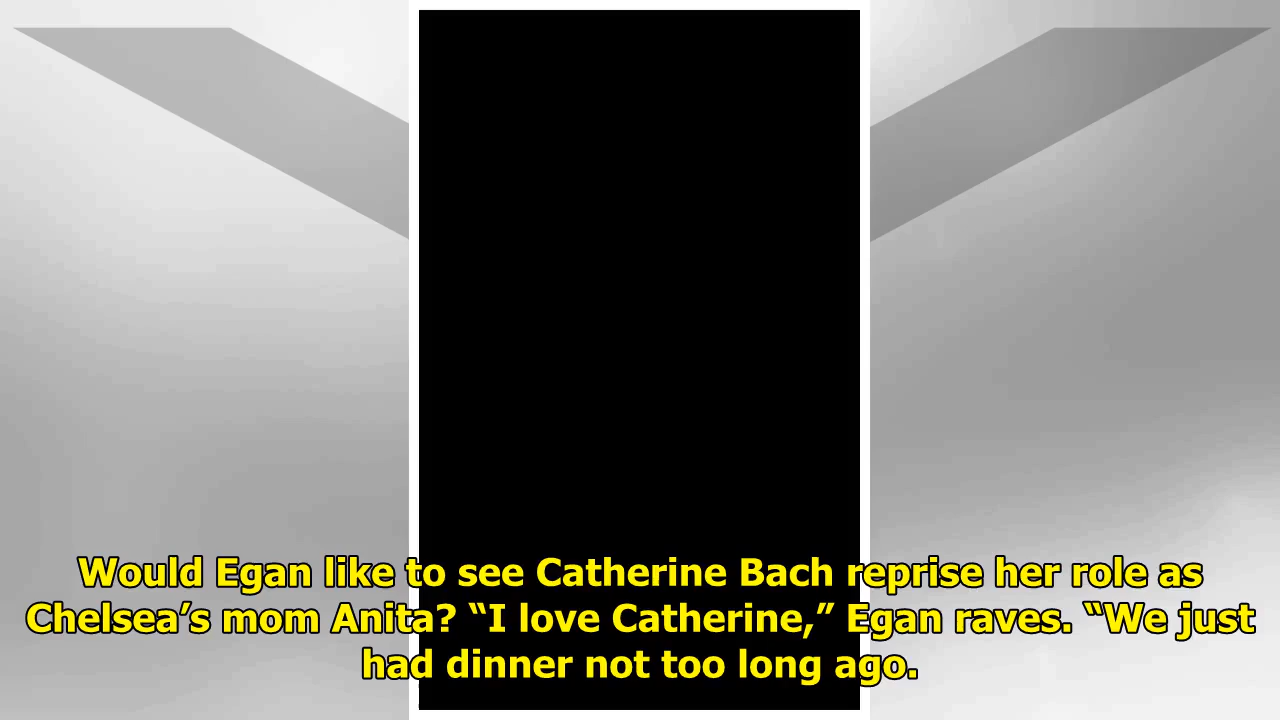 Would Egan like to see Catherine Bach reprise her role as
Chelsea’s mom Anita? “I love Catherine,” Egan raves. “We just
had dinner not too long ago.